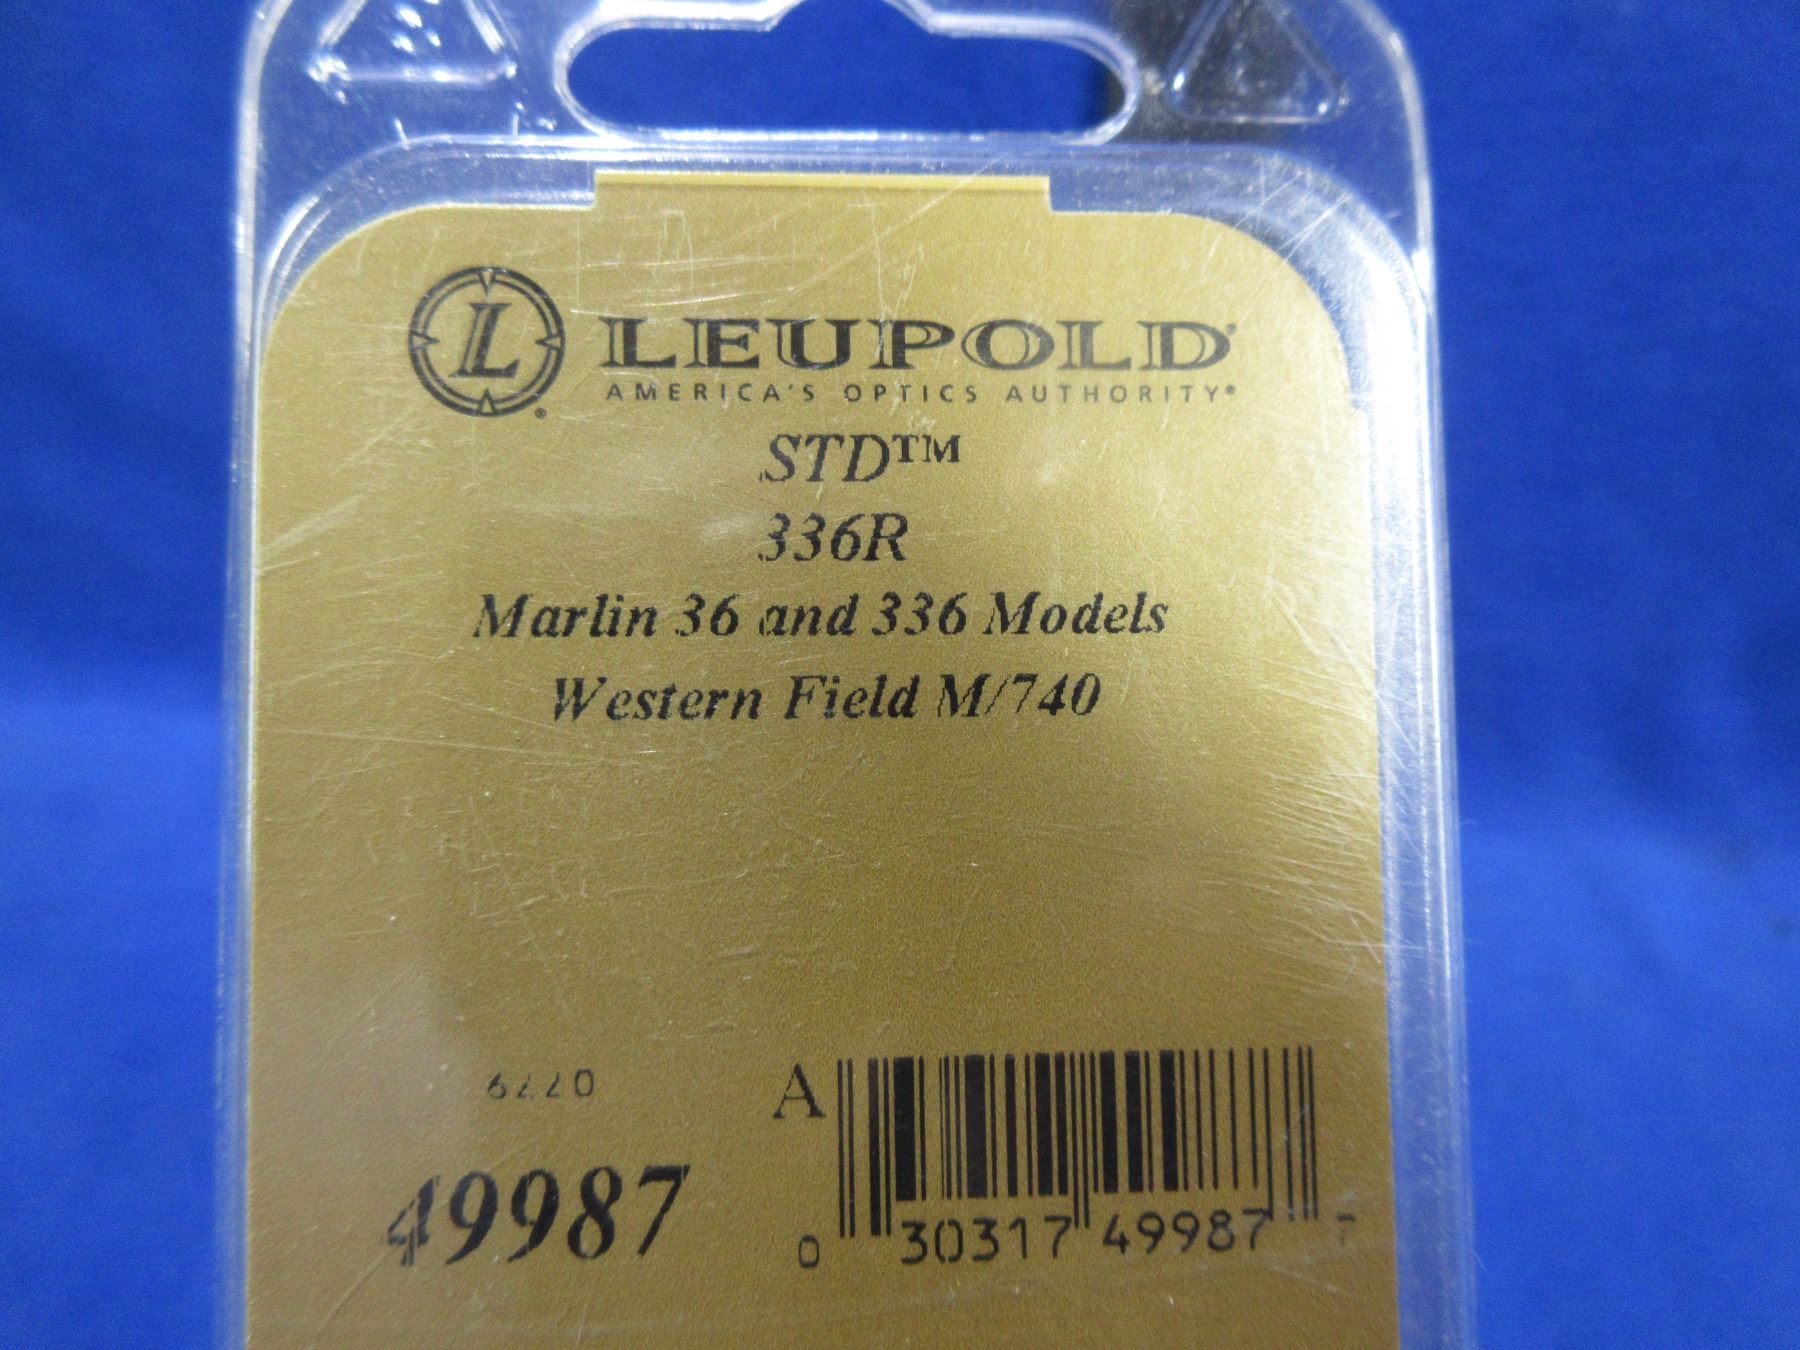 L
LEUPOLD®
AMERICA'S OPTICS AUTHORITY®
STD™
336R
Marlin 36 and 336 Models
Western Field M/740
A
49987
0 30317 49987 7